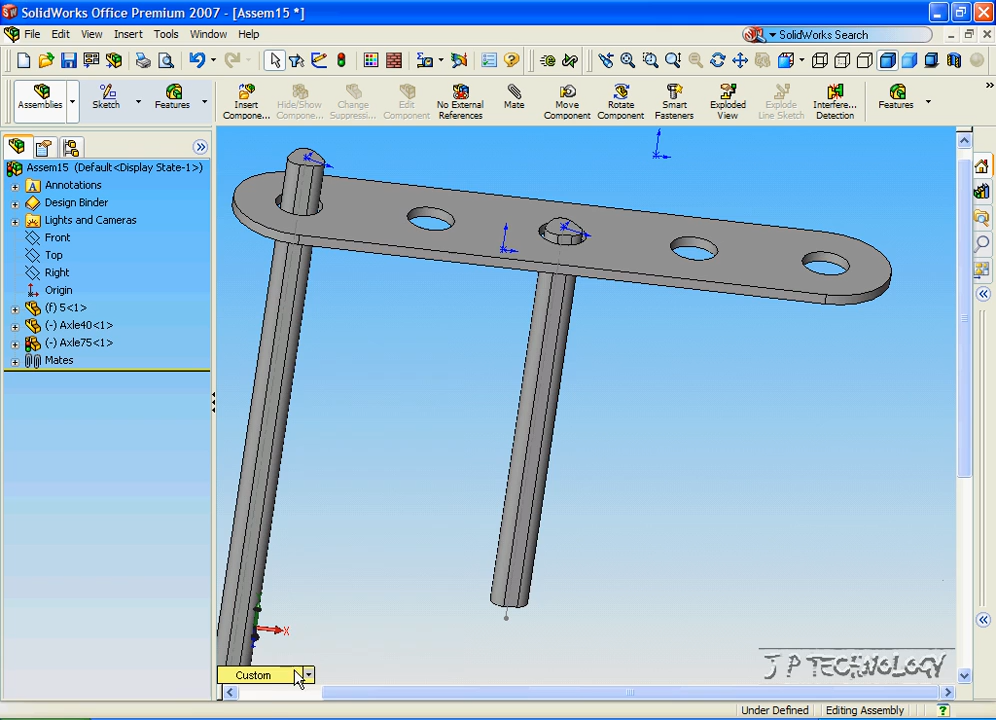 SolidWorks Office Premium 2007 - [Assem15 *]
File Edit View Insert Tools Window Help
SolidWorks Search
Assemblies Sketch Features Insert Compone... Hide/Show Compone... Change Suppressi... Edit Component No External References Mate Move Component Rotate Component Smart Fasteners Exploded View Explode Line Sketch Interfere... Detection Features
Assem15 (Default<Display State-1>)
Annotations
Design Binder
Lights and Cameras
Front
Top
Right
Origin
(f) 5<1>
(-) Axle40<1>
(-) Axle75<1>
Mates
X
Custom
J P TECHNOLOGY
Under Defined Editing Assembly